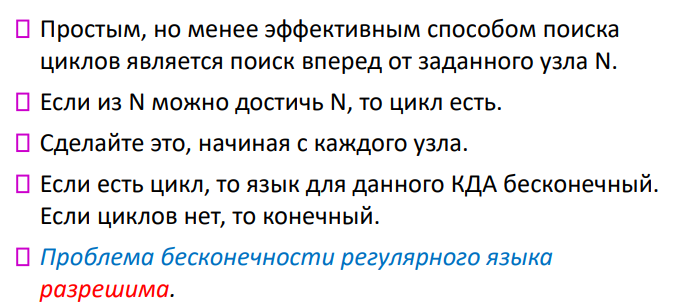 Простым, но менее эффективным способом поиска
циклов является поиск вперед от заданного узла N.
Если из N можно достичь N, то цикл есть.
Сделайте это, начиная с каждого узла.
Если есть цикл, то язык для данного КДА бесконечный.
Если циклов нет, то конечный.
Проблема бесконечности регулярного языка
разрешима.